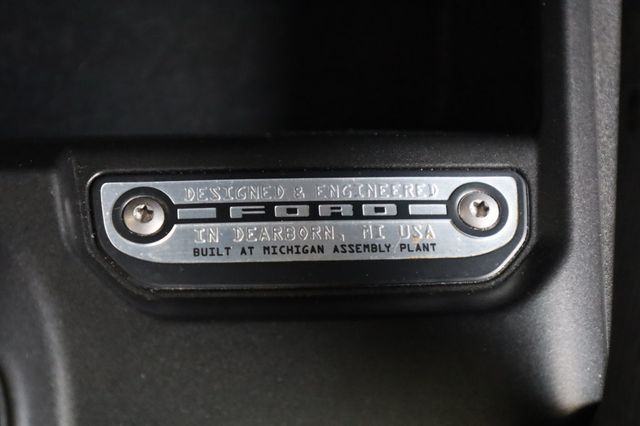 DESIGNED & ENGINEERED
FORD
IN DEARBORN, MI USA
BUILT AT MICHIGAN ASSEMBLY PLANT